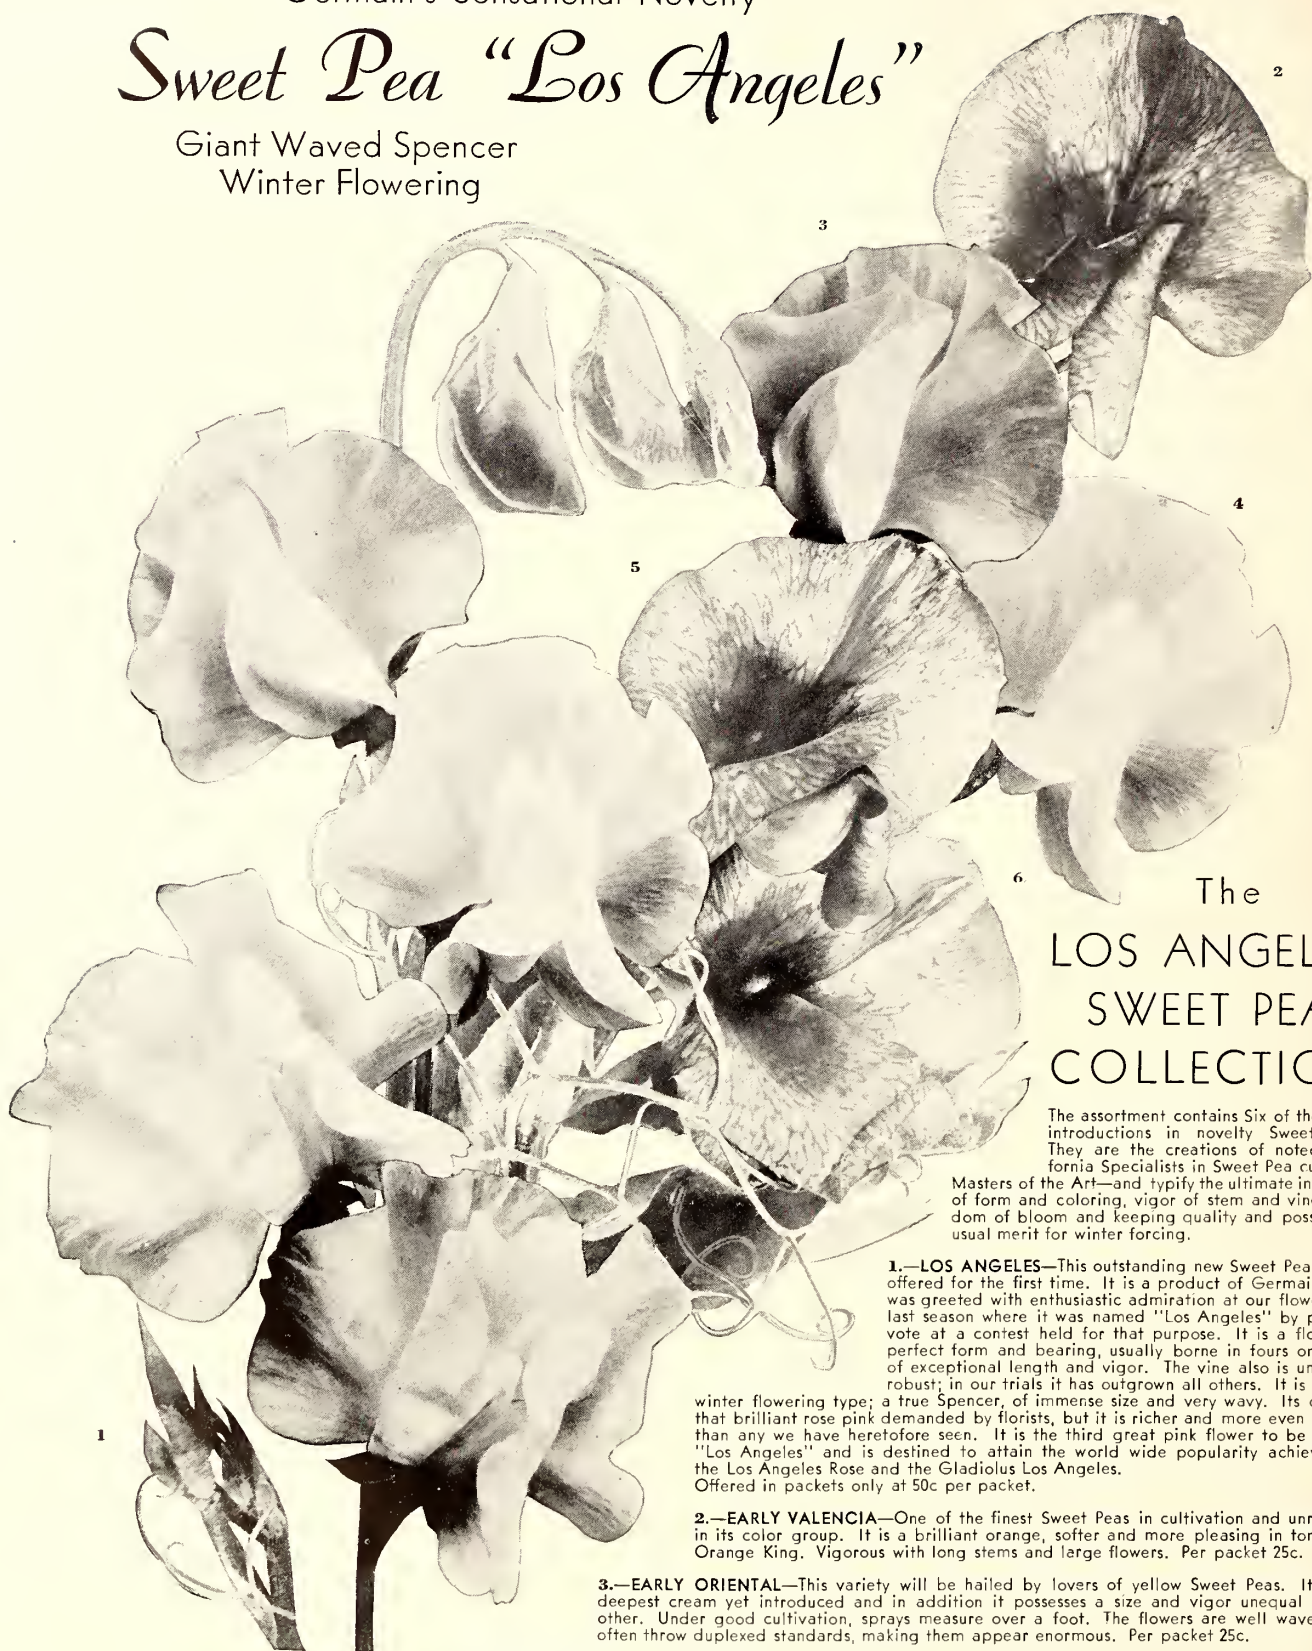 Sensational Novelty
Sweet Pea “Los Angeles”
Giant Waved Spencer
Winter Flowering
2
3
4
5
6.
The
LOS ANGEL
SWEET PEA
COLLECTIO
The assortment contains Six of th
introductions in novelty Sweet
They are the creations of note
fornia Specialists in Sweet Pea cu
Masters of the Art—and typify the ultimate in
of form and coloring, vigor of stem and vin
dom of bloom and keeping quality and poss
usual merit for winter forcing.
1.—LOS ANGELES—This outstanding new Sweet Pea
offered for the first time. It is a product of Germai
was greeted with enthusiastic admiration at our flow
last season where it was named "Los Angeles" by p
vote at a contest held for that purpose. It is a flo
perfect form and bearing, usually borne in fours or
of exceptional length and vigor. The vine also is un
robust; in our trials it has outgrown all others. It is
winter flowering type; a true Spencer, of immense size and very wavy. Its
that brilliant rose pink demanded by florists, but it is richer and more even
than any we have heretofore seen. It is the third great pink flower to be
"Los Angeles" and is destined to attain the world wide popularity achie
the Los Angeles Rose and the Gladiolus Los Angeles.
Offered in packets only at 50c per packet.
1
2.—EARLY VALENCIA—One of the finest Sweet Peas in cultivation and unr
in its color group. It is a brilliant orange, softer and more pleasing in ton
Orange King. Vigorous with long stems and large flowers. Per packet 25c.
3.—EARLY ORIENTAL—This variety will be hailed by lovers of yellow Sweet Peas. It
deepest cream yet introduced and in addition it possesses a size and vigor unequal
other. Under good cultivation, sprays measure over a foot. The flowers are well wave
often throw duplexed standards, making them appear enormous. Per packet 25c.